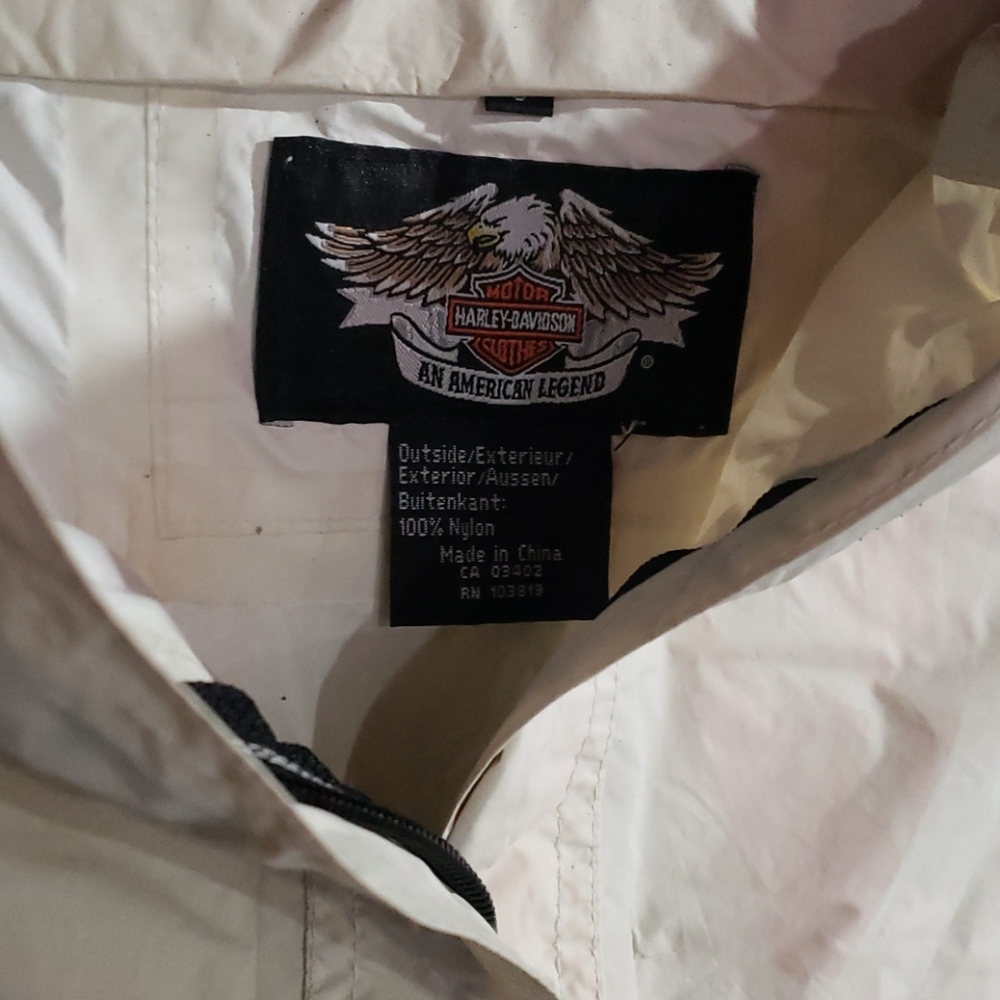 MOTOR
HARLEY-DAVIDSON
CLOTHES
®
AN AMERICAN LEGEND
Outside/Exterieur/
Exterior/Aussen/
Buitenkant:
100% Nylon
Made in China
CA 03402
RN 103819